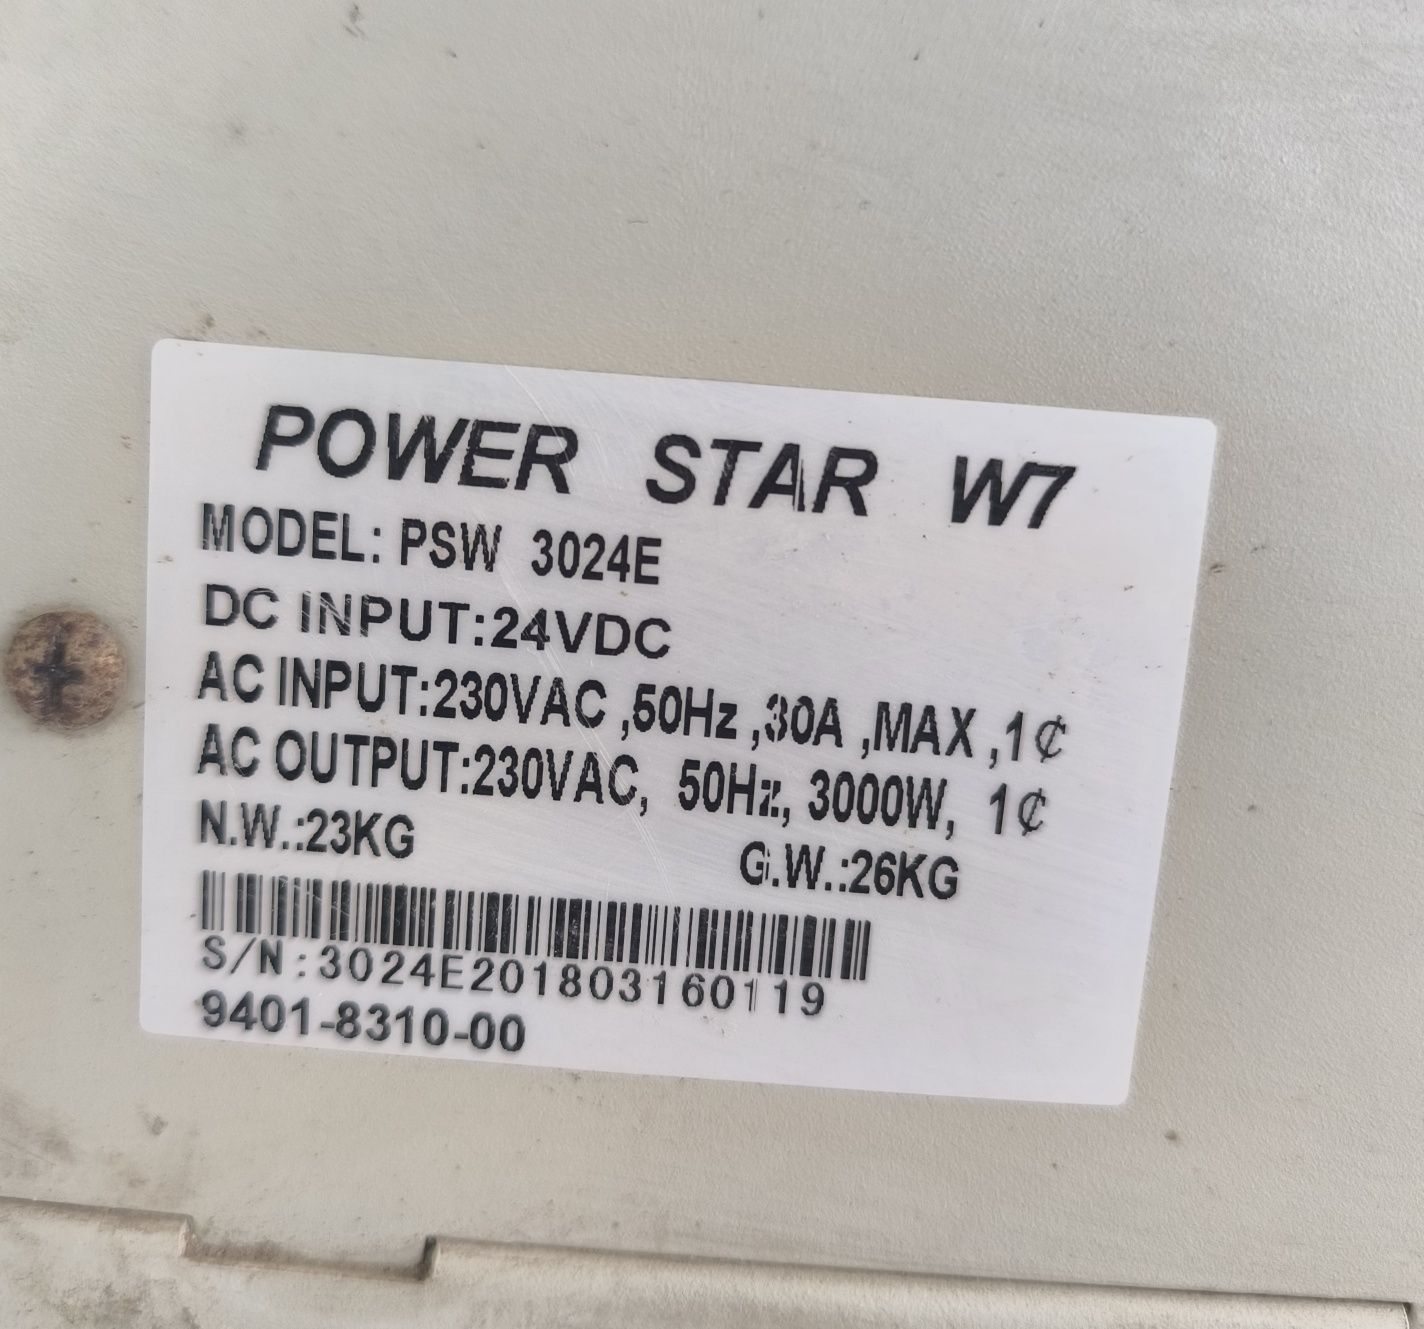 POWER STAR W7
MODEL: PSW 3024E
DC INPUT:24VDC
AC INPUT:230VAC ,50Hz ,30A ,MAX ,1¢
AC OUTPUT:230VAC, 50Hz, 3000W, 1¢
N.W.:23KG G.W.:26KG
S/N:3024E201803160119
9401-8310-00